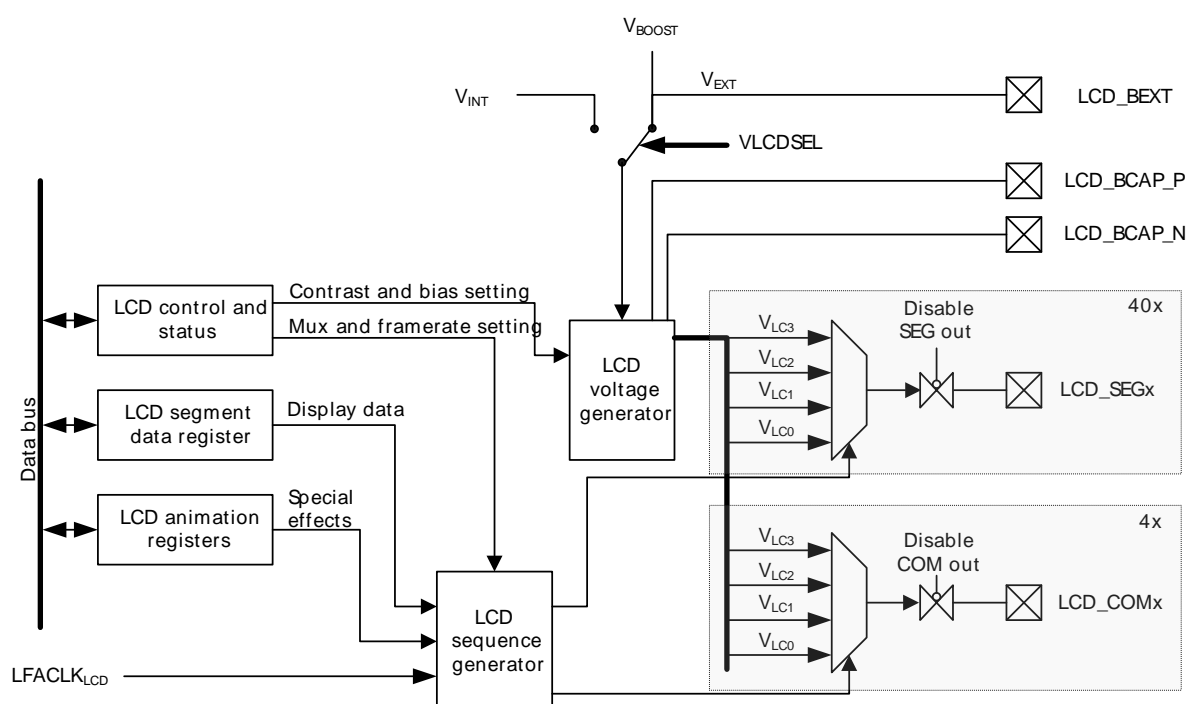 VBOOST
VINT
VEXT
LCD_BEXT
VLCDSEL
LCD_BCAP_P
LCD_BCAP_N
Data bus
LCD control and
status
Contrast and bias setting
Mux and framerate setting
LCD
voltage
generator
LCD segment
data register
Display data
LCD animation
registers
Special
effects
LCD
sequence
generator
LFACLKLCD
40x
VLC3
VLC2
VLC1
VLC0
Disable
SEG out
LCD_SEGx
4x
VLC3
VLC2
VLC1
VLC0
Disable
COM out
LCD_COMx